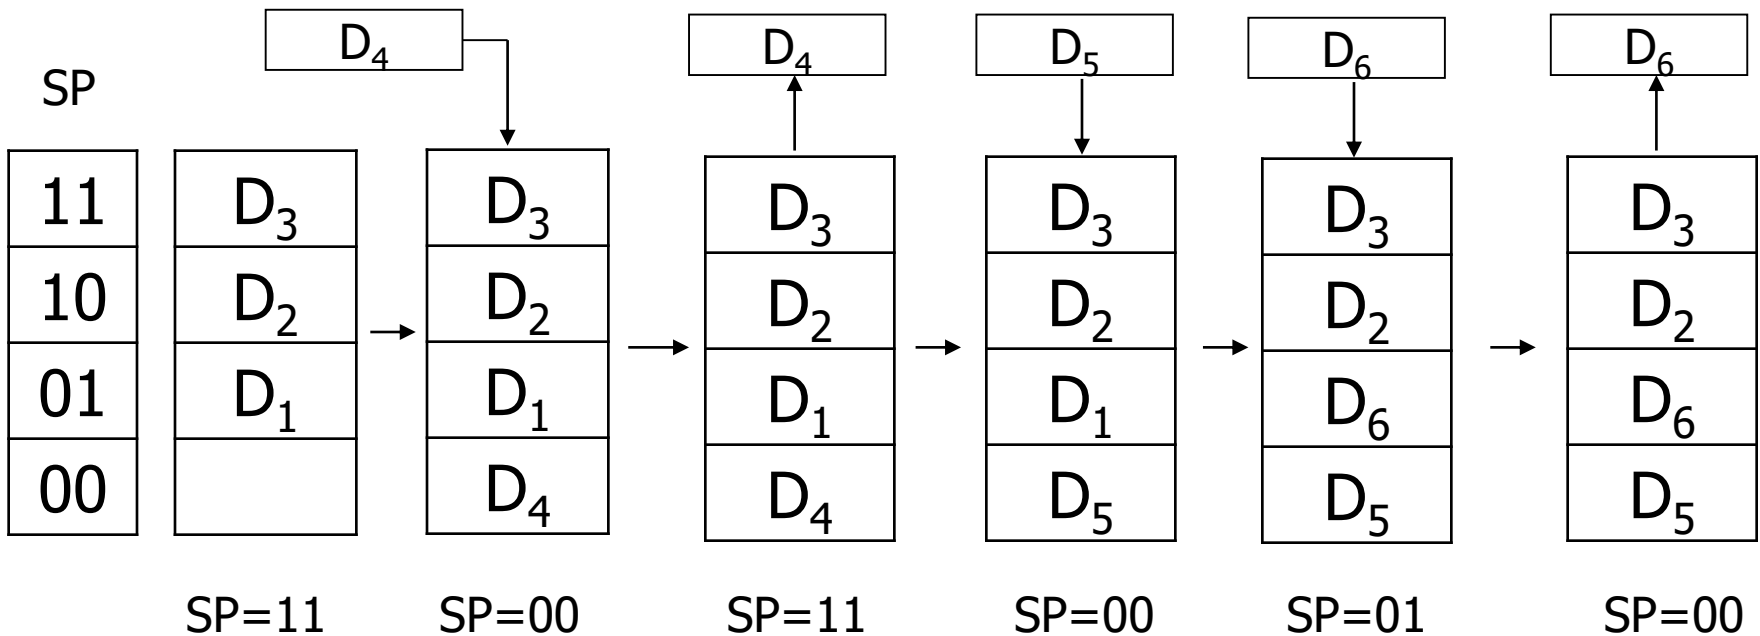 D₄ D₄ D₅ D₆ D₆
SP
11 D₃ D₃ D₃ D₃ D₃ D₃
10 D₂ D₂ D₂ D₂ D₂ D₂
01 D₁ D₁ D₁ D₁ D₆ D₆
00 D₄ D₄ D₅ D₅ D₅
SP=11 SP=00 SP=11 SP=00 SP=01 SP=00